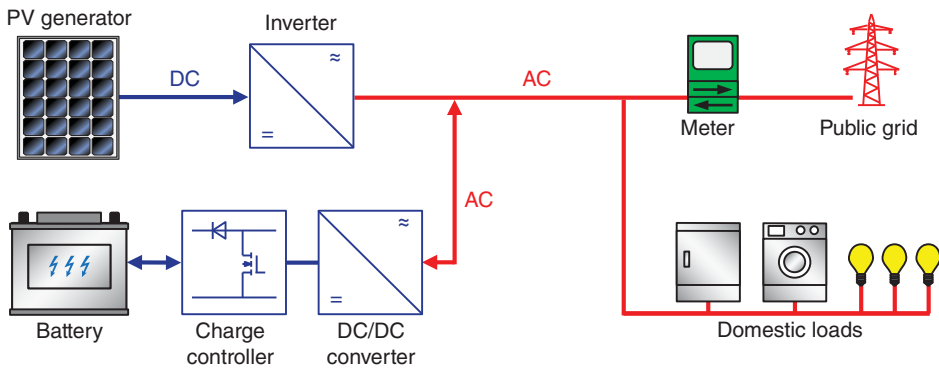 PV generator
Inverter
DC
≈
=
AC
Meter
Public grid
AC
≈
=
Battery
Charge
controller
DC/DC
converter
Domestic loads